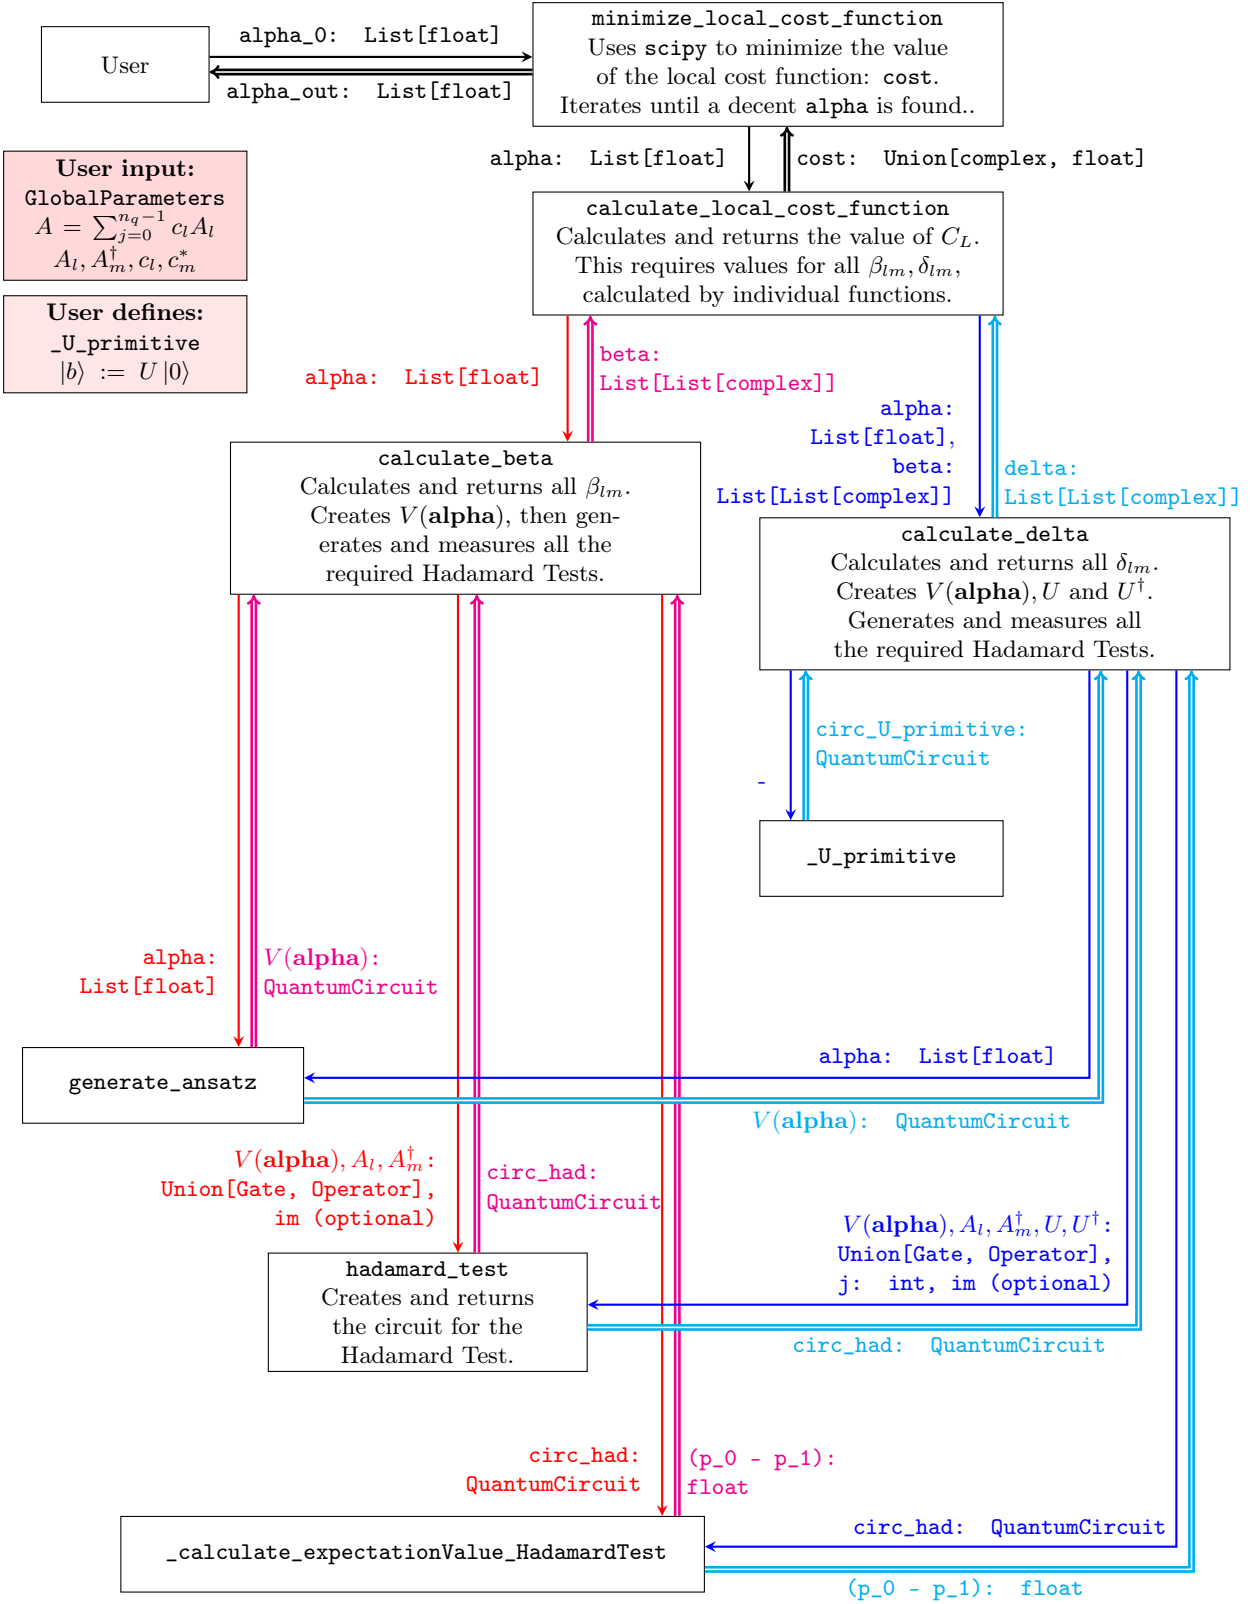 User
alpha_0: List[float]
alpha_out: List[float]
minimize_local_cost_function
Uses scipy to minimize the value
of the local cost function: cost.
Iterates until a decent alpha is found..
User input:
GlobalParameters
A = ∑_{j=0}^{n_q−1} c_l A_l
A_l, A_m^†, c_l, c_m^*
User defines:
_U_primitive
|b⟩ := U |0⟩
alpha: List[float]
cost: Union[complex, float]
calculate_local_cost_function
Calculates and returns the value of C_L.
This requires values for all β_{lm}, δ_{lm},
calculated by individual functions.
alpha: List[float]
beta:
List[List[complex]]
alpha:
List[float],
beta:
List[List[complex]]
delta:
List[List[complex]]
calculate_beta
Calculates and returns all β_{lm}.
Creates V(alpha), then gen-
erates and measures all the
required Hadamard Tests.
calculate_delta
Calculates and returns all δ_{lm}.
Creates V(alpha), U and U^†.
Generates and measures all
the required Hadamard Tests.
-
circ_U_primitive:
QuantumCircuit
_U_primitive
alpha:
List[float]
V(alpha):
QuantumCircuit
generate_ansatz
alpha: List[float]
V(alpha): QuantumCircuit
V(alpha), A_l, A_m^†:
Union[Gate, Operator],
im (optional)
circ_had:
QuantumCircuit
V(alpha), A_l, A_m^†, U, U^†:
Union[Gate, Operator],
j: int, im (optional)
hadamard_test
Creates and returns
the circuit for the
Hadamard Test.
circ_had: QuantumCircuit
circ_had:
QuantumCircuit
(p_0 - p_1):
float
_calculate_expectationValue_HadamardTest
circ_had: QuantumCircuit
(p_0 - p_1): float